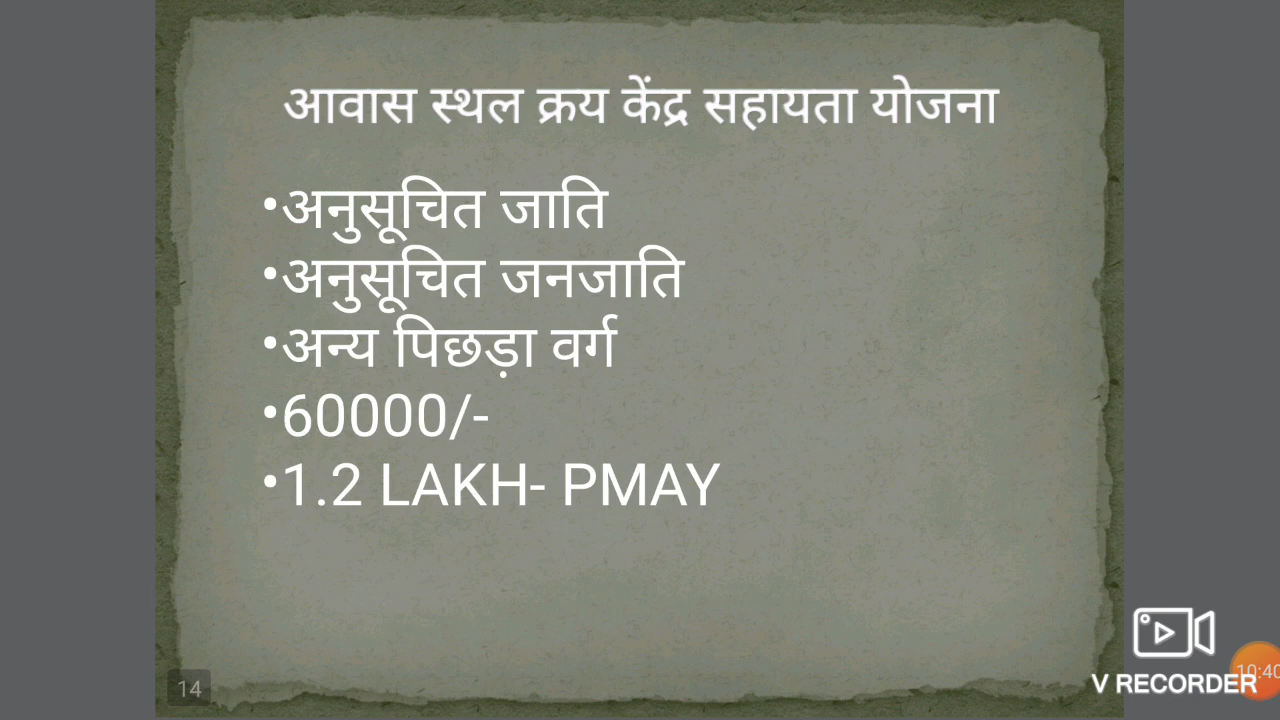 आवास स्थल क्रय केंद्र सहायता योजना
•अनुसूचित जाति
•अनुसूचित जनजाति
•अन्य पिछड़ा वर्ग
•60000/-
•1.2 LAKH- PMAY
14
10:40
V RECORDER